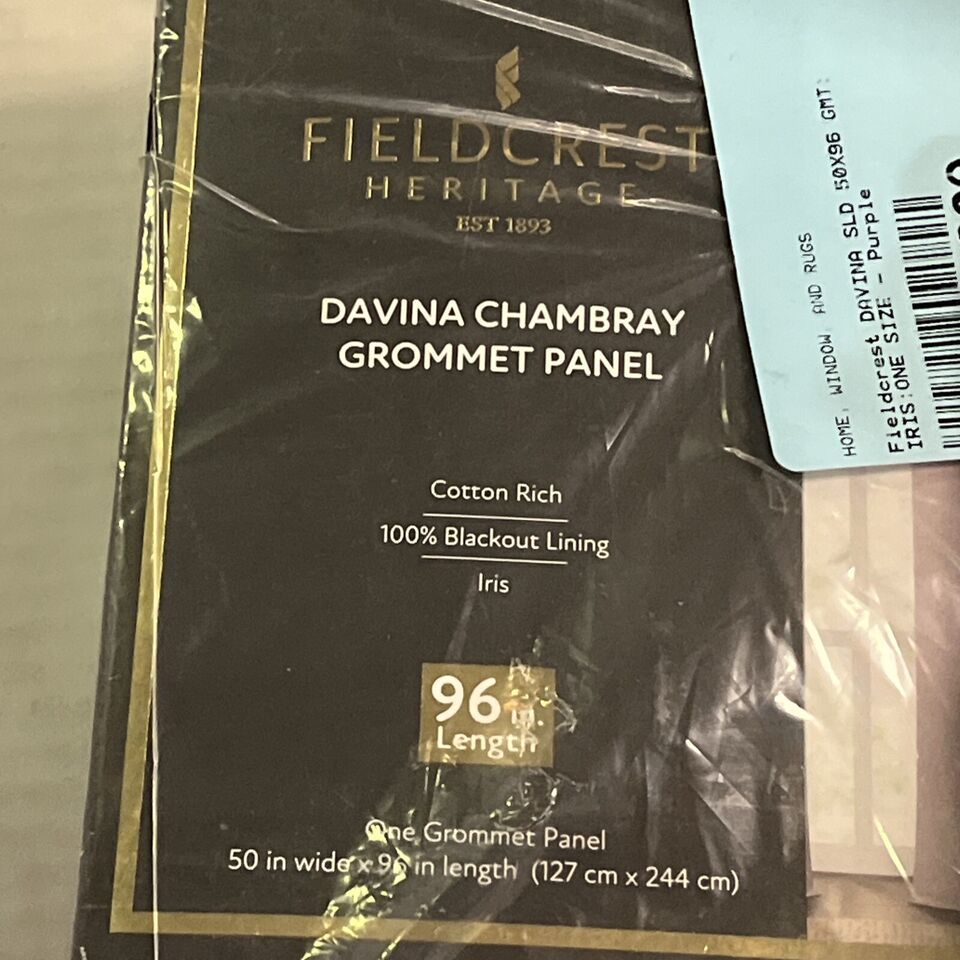 FIELDCREST
HERITAGE
EST 1893
DAVINA CHAMBRAY
GROMMET PANEL
Cotton Rich
100% Blackout Lining
Iris
96 in.
Length
One Grommet Panel
50 in wide x 96 in length (127 cm x 244 cm)
HOME, WINDOW AND RUGS
Fieldcrest DAVINA SLD 50X96 GMT:
IRIS:ONE SIZE - Purple